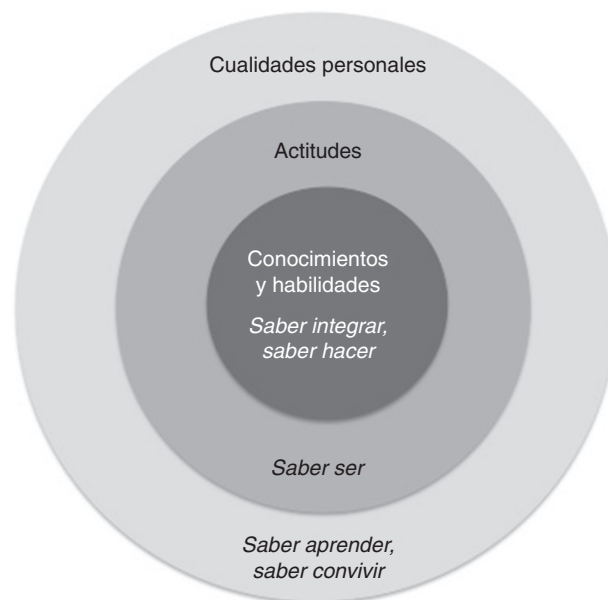 Cualidades personales
Actitudes
Conocimientos
y habilidades
Saber integrar,
saber hacer
Saber ser
Saber aprender,
saber convivir